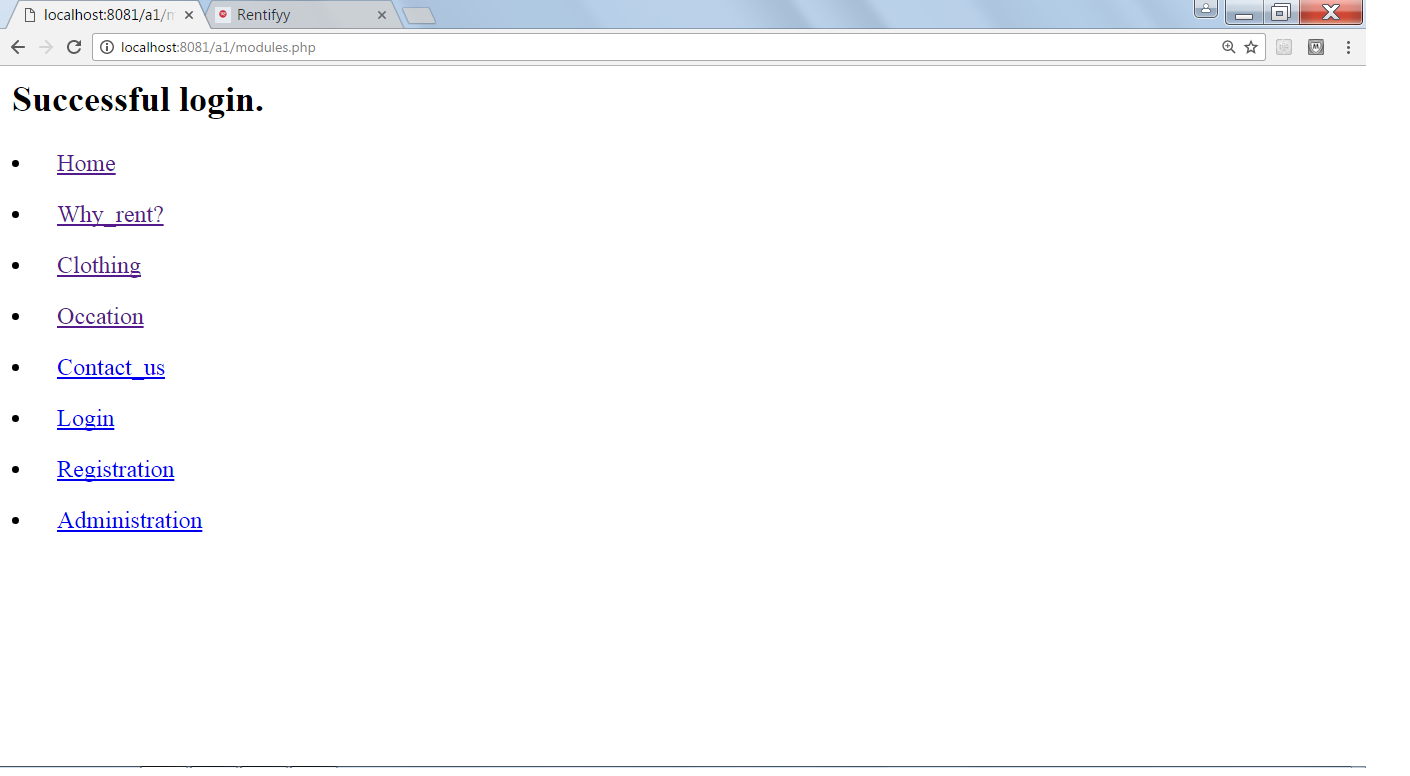 localhost:8081/a1/m
Rentifyy
localhost:8081/a1/modules.php
Successful login.
Home
Why_rent?
Clothing
Occation
Contact_us
Login
Registration
Administration